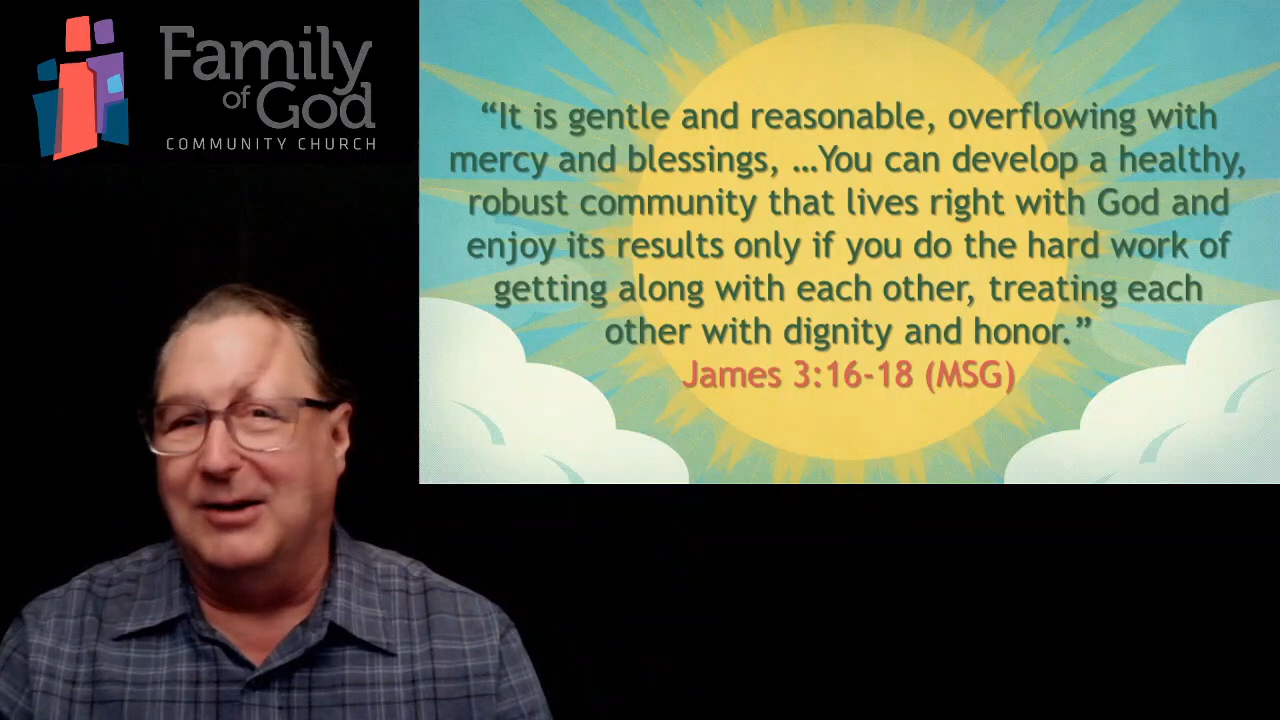 Family
of God
COMMUNITY CHURCH
“It is gentle and reasonable, overflowing with
mercy and blessings, …You can develop a healthy,
robust community that lives right with God and
enjoy its results only if you do the hard work of
getting along with each other, treating each
other with dignity and honor.”
James 3:16-18 (MSG)